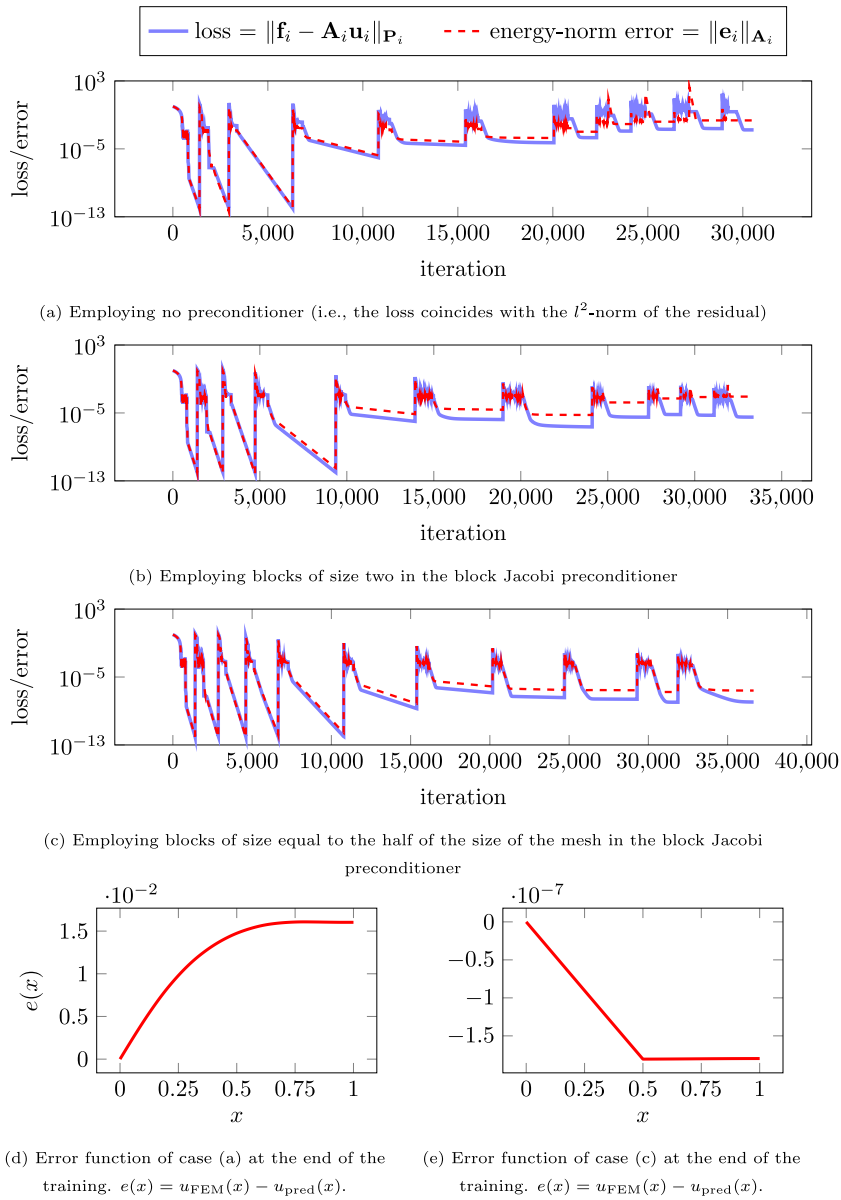 loss = ‖f_i − A_i u_i‖_{P_i} energy-norm error = ‖e_i‖_{A_i}
10^3
10^{−5}
10^{−13}
loss/error
0 5,000 10,000 15,000 20,000 25,000 30,000
iteration
(a) Employing no preconditioner (i.e., the loss coincides with the l^2-norm of the residual)
10^3
10^{−5}
10^{−13}
loss/error
0 5,000 10,000 15,000 20,000 25,000 30,000 35,000
iteration
(b) Employing blocks of size two in the block Jacobi preconditioner
10^3
10^{−5}
10^{−13}
loss/error
0 5,000 10,000 15,000 20,000 25,000 30,000 35,000 40,000
iteration
(c) Employing blocks of size equal to the half of the size of the mesh in the block Jacobi
preconditioner
·10^{−2}
1.5
1
0.5
0
e(x)
0 0.25 0.5 0.75 1
x
(d) Error function of case (a) at the end of the
training. e(x) = u_{FEM}(x) − u_{pred}(x).
·10^{−7}
0
−0.5
−1
−1.5
0 0.25 0.5 0.75 1
x
(e) Error function of case (c) at the end of the
training. e(x) = u_{FEM}(x) − u_{pred}(x).